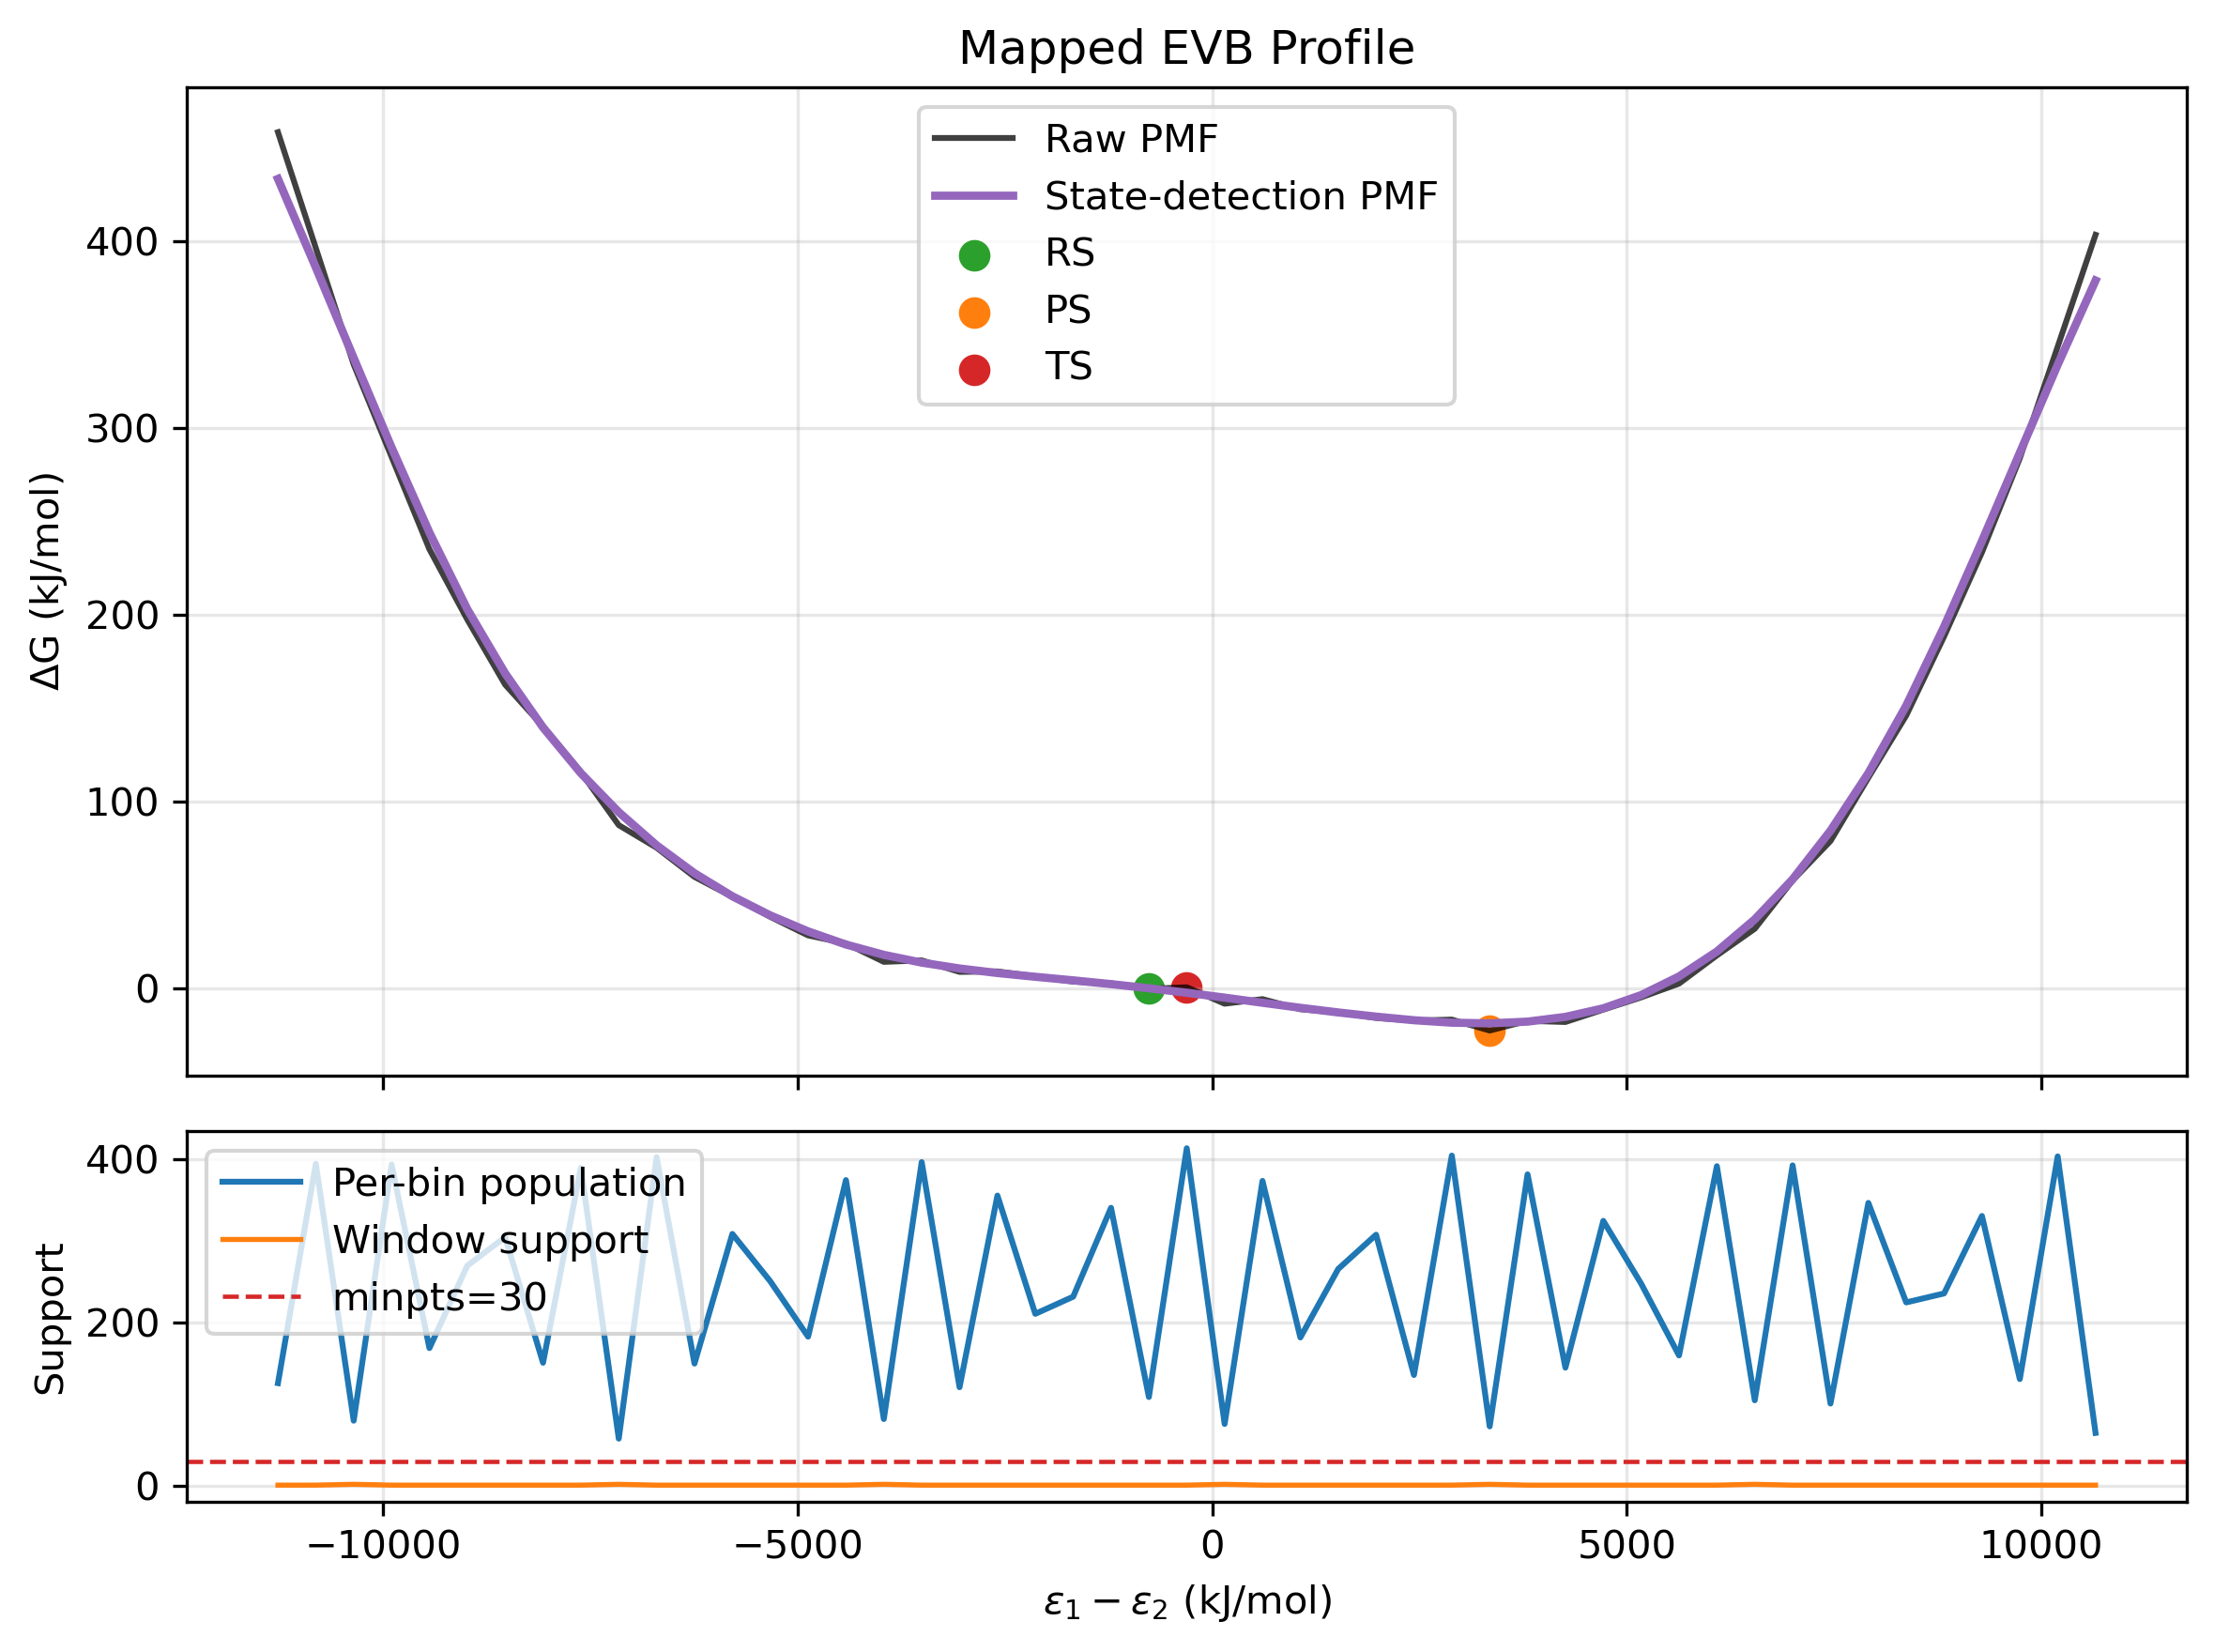 Mapped EVB Profile
Raw PMF
State-detection PMF
RS
PS
TS
ΔG (kJ/mol)
400
300
200
100
0
Per-bin population
Window support
minpts=30
Support
400
200
0
−10000
−5000
0
5000
10000
ε₁ − ε₂ (kJ/mol)